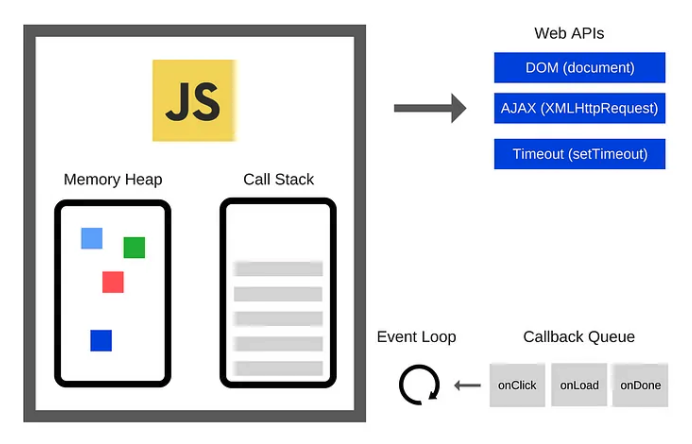 JS
Memory Heap
Call Stack
Web APIs
DOM (document)
AJAX (XMLHttpRequest)
Timeout (setTimeout)
Event Loop
Callback Queue
onClick
onLoad
onDone